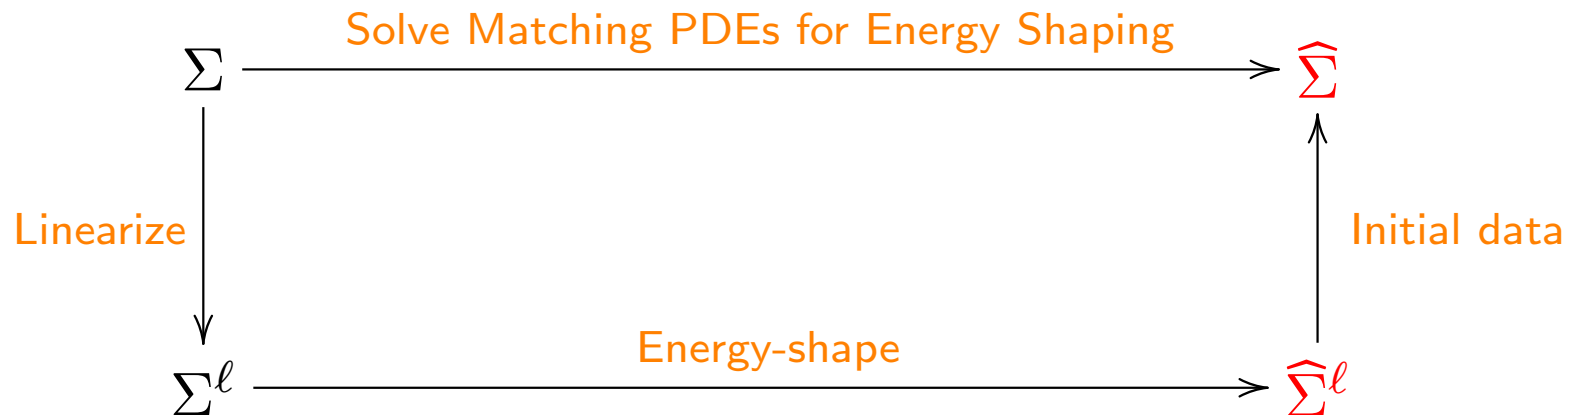 Solve Matching PDEs for Energy Shaping
Σ Σ̂
Linearize Initial data
Energy-shape
Σ^ℓ Σ̂^ℓ